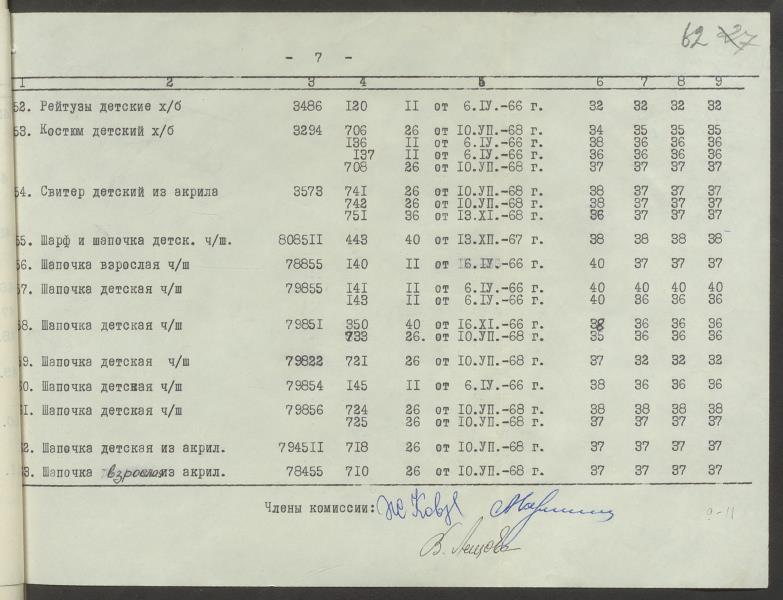 62 27
- 7 -
1 2 3 4 5 6 7 8 9
52. Рейтузы детские х/б 3486 I20 II от 6.IУ.-66 г. 32 32 32 32
53. Костюм детский х/б 3294 706 26 от I0.УП.-68 г. 34 35 35 35
I36 II от 6.IУ.-66 г. 38 36 36 36
I37 II от 6.IУ.-66 г. 36 36 36 36
708 26 от I0.УП.-68 г. 37 37 37 37
54. Свитер детский из акрила 3573 74I 26 от I0.УП.-68 г. 38 37 37 37
742 26 от I0.УП.-68 г. 38 37 37 37
75I 36 от I3.XI.-68 г. 36 37 37 37
55. Шарф и шапочка детск. ч/ш. 8085II 443 40 от I3.ХП.-67 г. 38 38 38 38
56. Шапочка взрослая ч/ш 78855 I40 II от 6.IУ.-66 г. 40 37 37 37
57. Шапочка детская ч/ш 79855 I4I II от 6.IУ.-66 г. 40 40 40 40
I43 II от 6.IУ.-66 г. 40 36 36 36
58. Шапочка детская ч/ш 7985I 350 40 от I6.XI.-66 г. 38 36 36 36
733 26. от I0.УП.-68 г. 35 36 36 36
59. Шапочка детская ч/ш 79822 72I 26 от I0.УП.-68 г. 37 32 32 32
60. Шапочка детская ч/ш 79854 I45 II от 6.IУ.-66 г. 38 36 36 36
6I. Шапочка детская ч/ш 79856 724 26 от I0.УП.-68 г. 38 38 38 38
725 26 от I0.УП.-68 г. 37 37 37 37
62. Шапочка детская из акрил. 7945II 7I8 26 от I0.УП.-68 г. 37 37 37 37
63. Шапочка взрослая из акрил. 78455 7I0 26 от I0.УП.-68 г. 37 37 37 37
Члены комиссии: